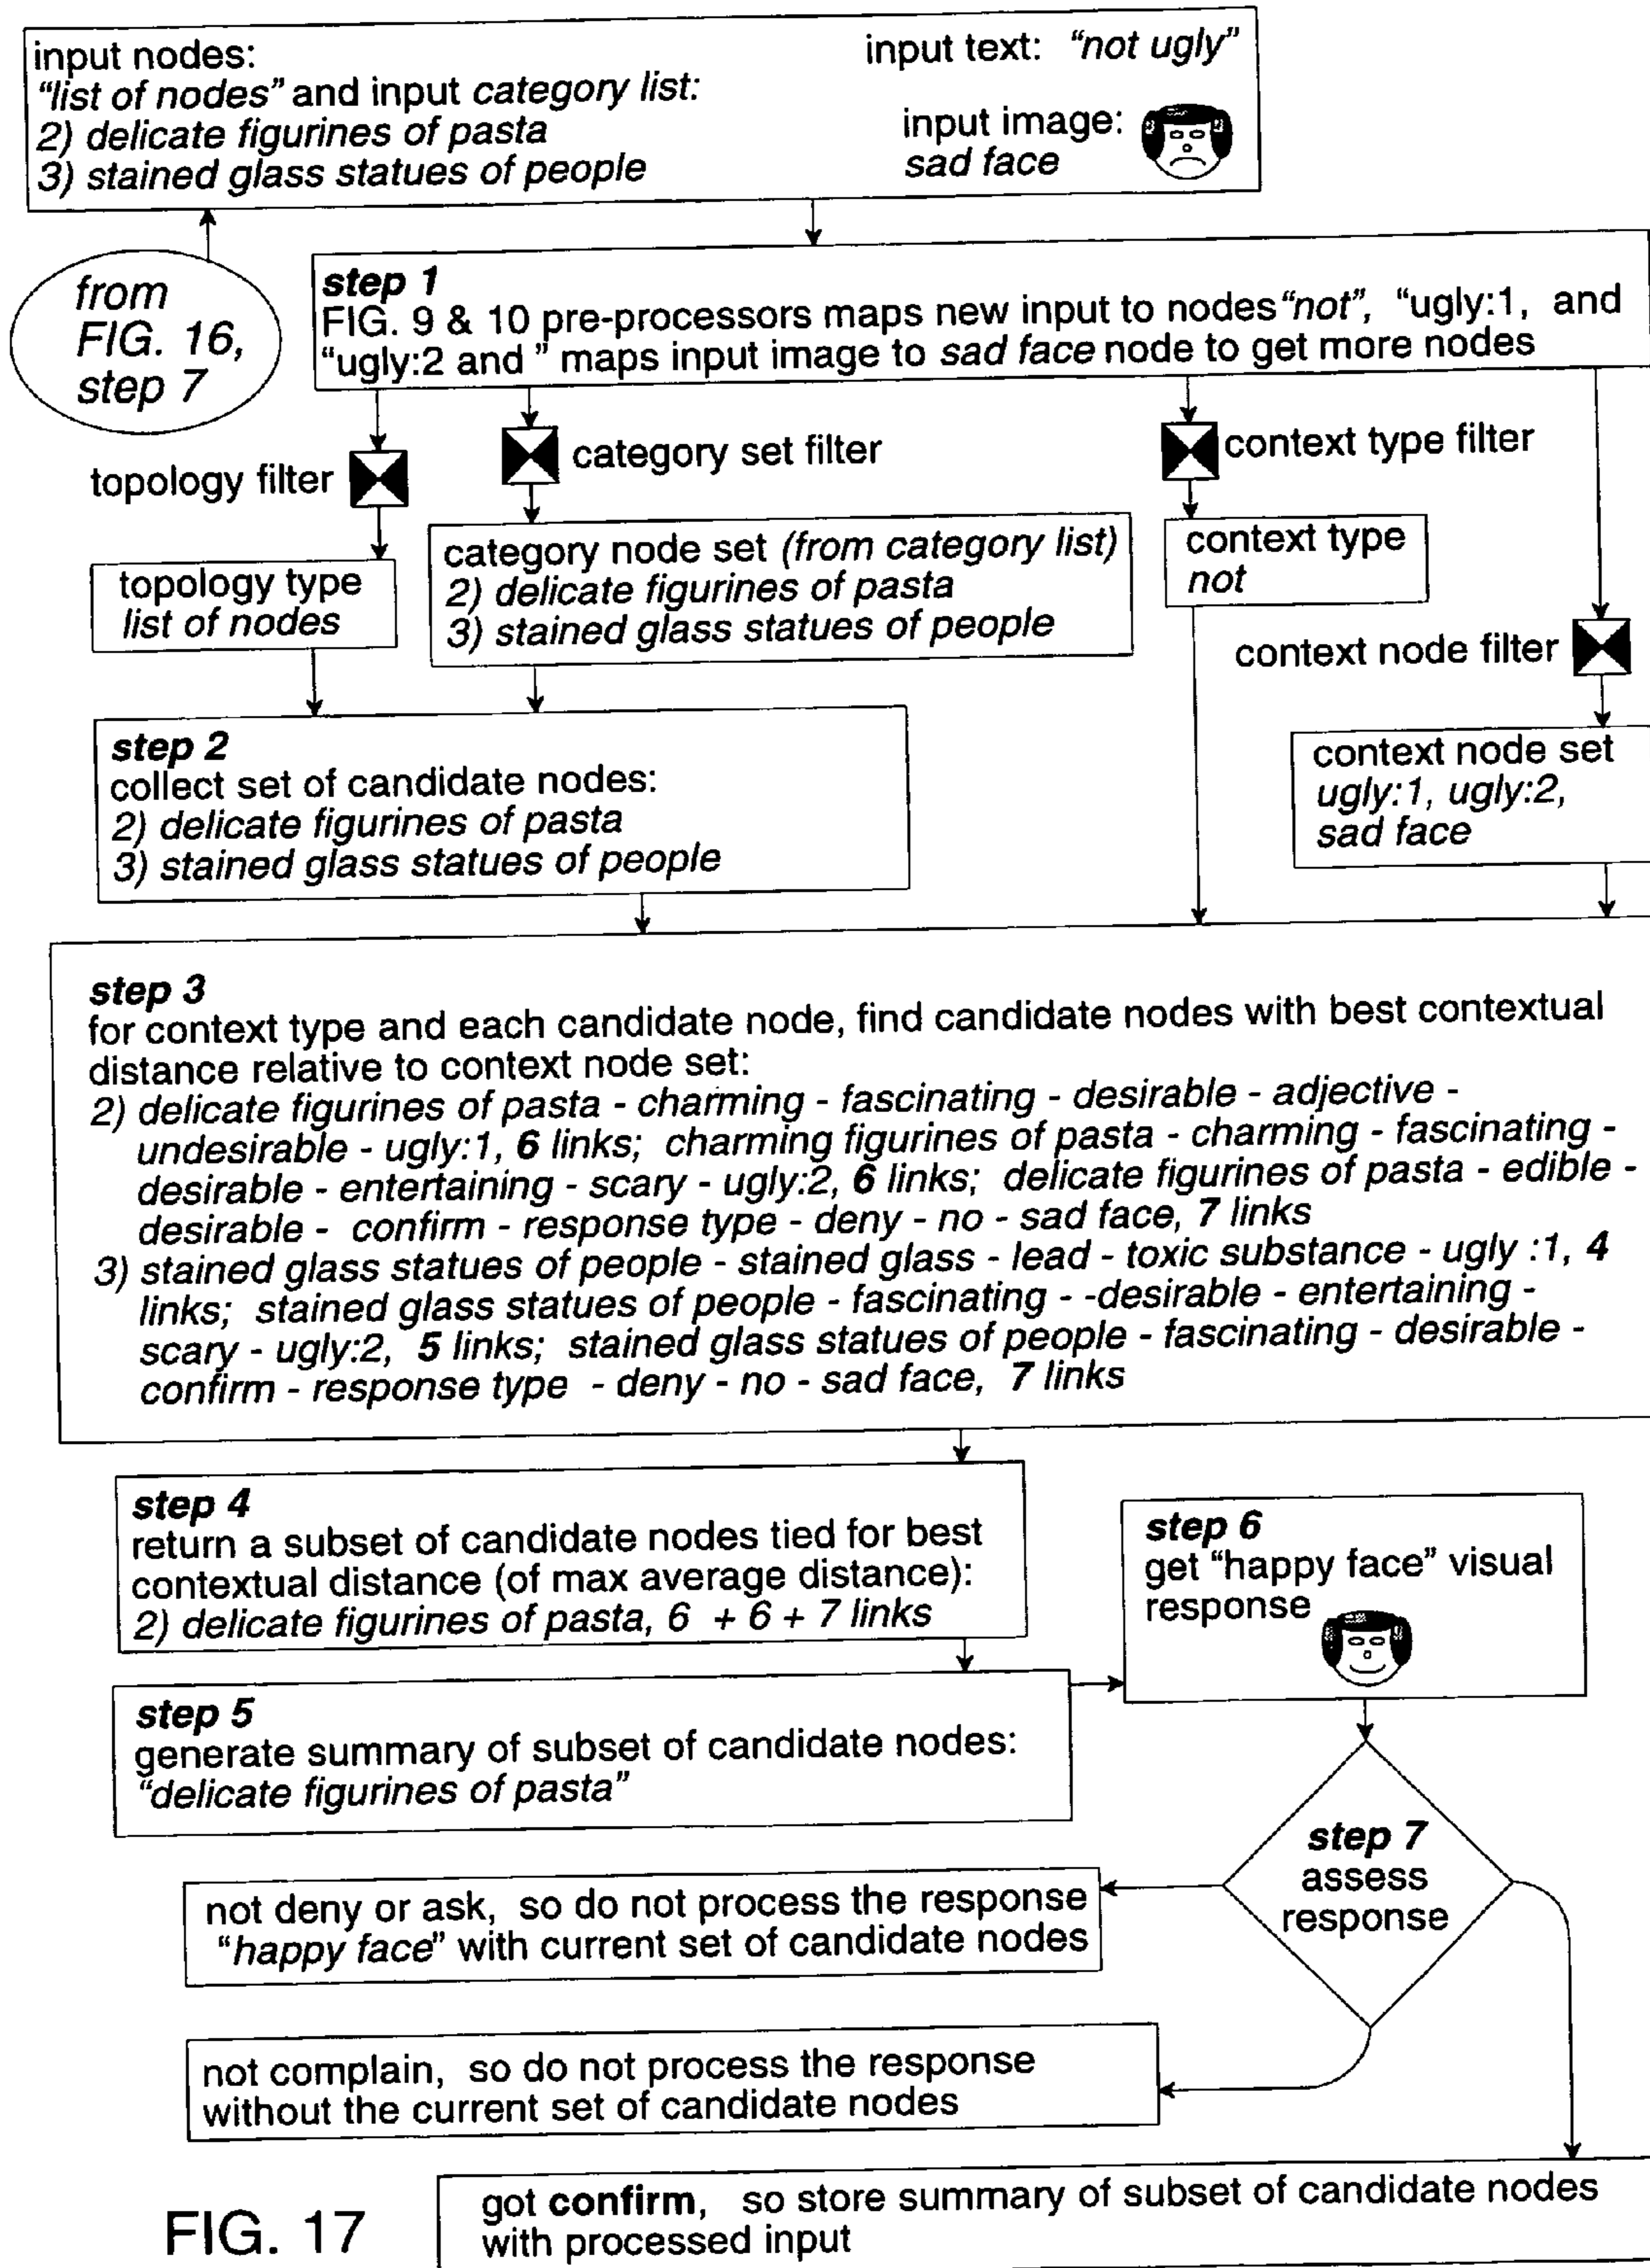 input nodes:
“list of nodes” and input category list:
2) delicate figurines of pasta
3) stained glass statues of people
input text: “not ugly”
input image:
sad face
from
FIG. 16,
step 7
step 1
FIG. 9 & 10 pre-processors maps new input to nodes “not”, “ugly:1, and
“ugly:2 and ” maps input image to sad face node to get more nodes
topology filter
category set filter
context type filter
topology type
list of nodes
category node set (from category list)
2) delicate figurines of pasta
3) stained glass statues of people
context type
not
context node filter
step 2
collect set of candidate nodes:
2) delicate figurines of pasta
3) stained glass statues of people
context node set
ugly:1, ugly:2,
sad face
step 3
for context type and each candidate node, find candidate nodes with best contextual
distance relative to context node set:
2) delicate figurines of pasta - charming - fascinating - desirable - adjective -
undesirable - ugly:1, 6 links; charming figurines of pasta - charming - fascinating -
desirable - entertaining - scary - ugly:2, 6 links; delicate figurines of pasta - edible -
desirable - confirm - response type - deny - no - sad face, 7 links
3) stained glass statues of people - stained glass - lead - toxic substance - ugly :1, 4
links; stained glass statues of people - fascinating - -desirable - entertaining -
scary - ugly:2, 5 links; stained glass statues of people - fascinating - desirable -
confirm - response type - deny - no - sad face, 7 links
step 4
return a subset of candidate nodes tied for best
contextual distance (of max average distance):
2) delicate figurines of pasta, 6 + 6 + 7 links
step 6
get “happy face” visual
response
step 5
generate summary of subset of candidate nodes:
“delicate figurines of pasta”
step 7
assess
response
not deny or ask, so do not process the response
“happy face” with current set of candidate nodes
not complain, so do not process the response
without the current set of candidate nodes
got confirm, so store summary of subset of candidate nodes
with processed input
FIG. 17